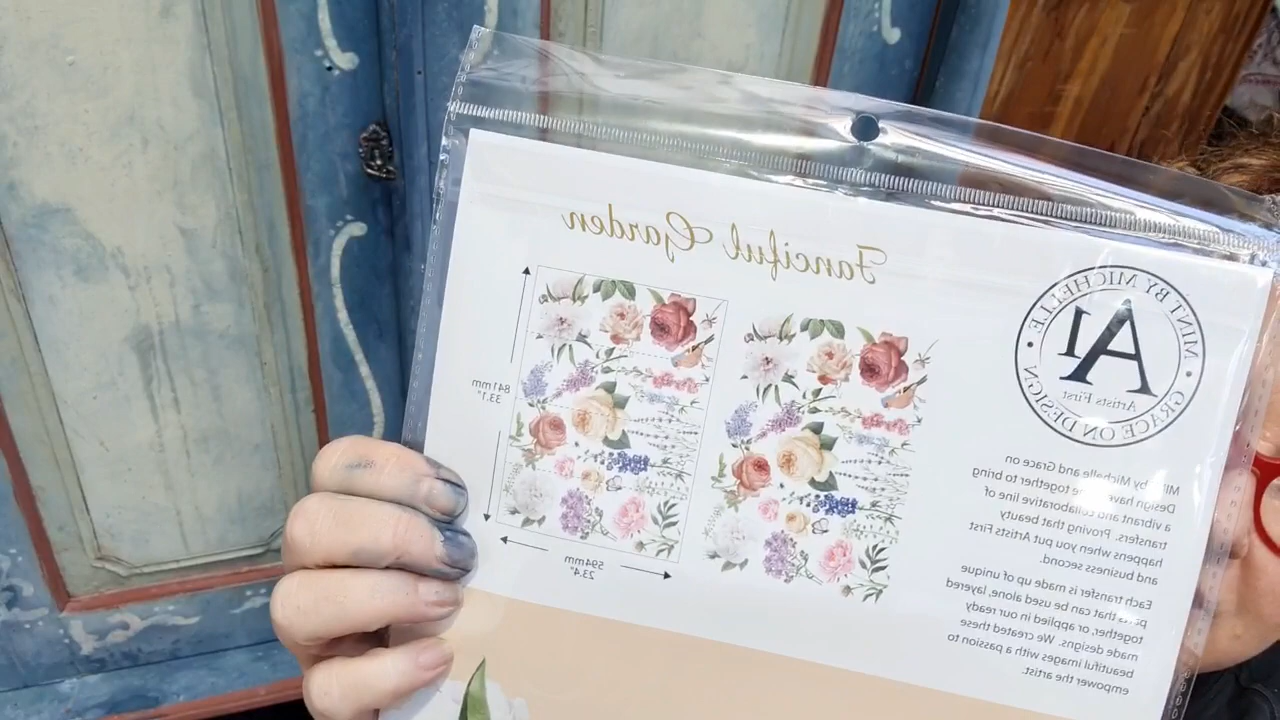 Fanciful Garden
MINT BY MICHELLE • GRACE ON DESIGN •
AI
Artists First
Mint by Michelle and Grace on
Design have come together to bring
a vibrant and collaborative line of
transfers. Proving that beauty
happens when you put Artists First
and business second.
Each transfer is made up of unique
parts that can be used alone, layered
together, or applied in our ready
made designs. We created these
beautiful images with a passion to
empower the artist.
841mm
33.1"
594mm
23.4"